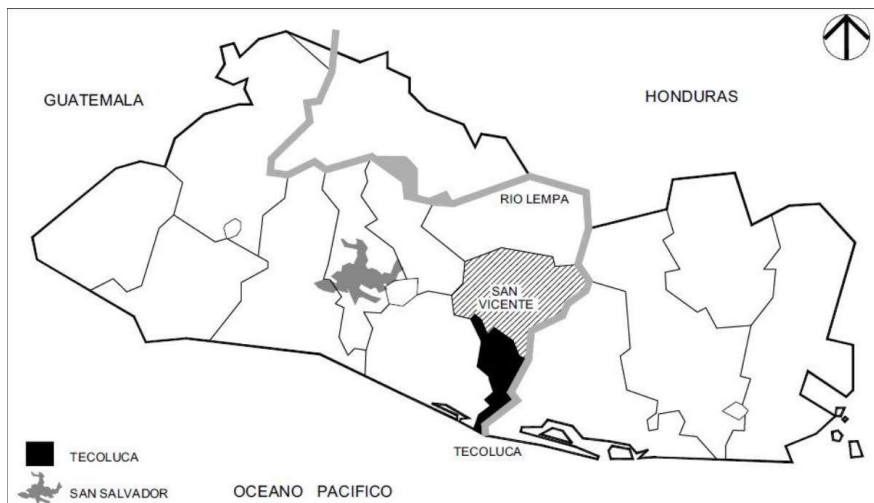 GUATEMALA
HONDURAS
RIO LEMPA
SAN
VICENTE
TECOLUCA
TECOLUCA
SAN SALVADOR
OCEANO PACIFICO